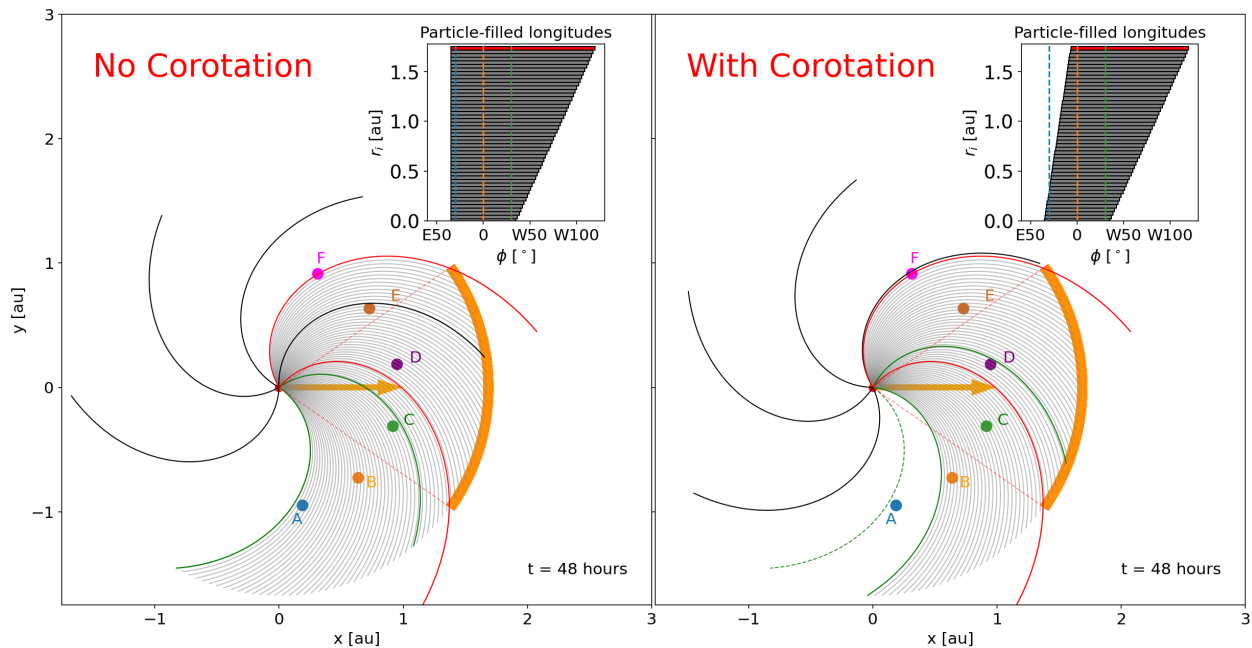 No Corotation
Particle-filled longitudes
1.5
1.0
0.5
0.0
r_i [au]
E50 0 W50 W100
ϕ [°]
3
2
1
0
−1
y [au]
F
E
D
C
B
A
t = 48 hours
−1 0 1 2 3
x [au]
With Corotation
Particle-filled longitudes
1.5
1.0
0.5
0.0
r_i [au]
E50 0 W50 W100
ϕ [°]
F
E
D
C
B
A
t = 48 hours
−1 0 1 2 3
x [au]